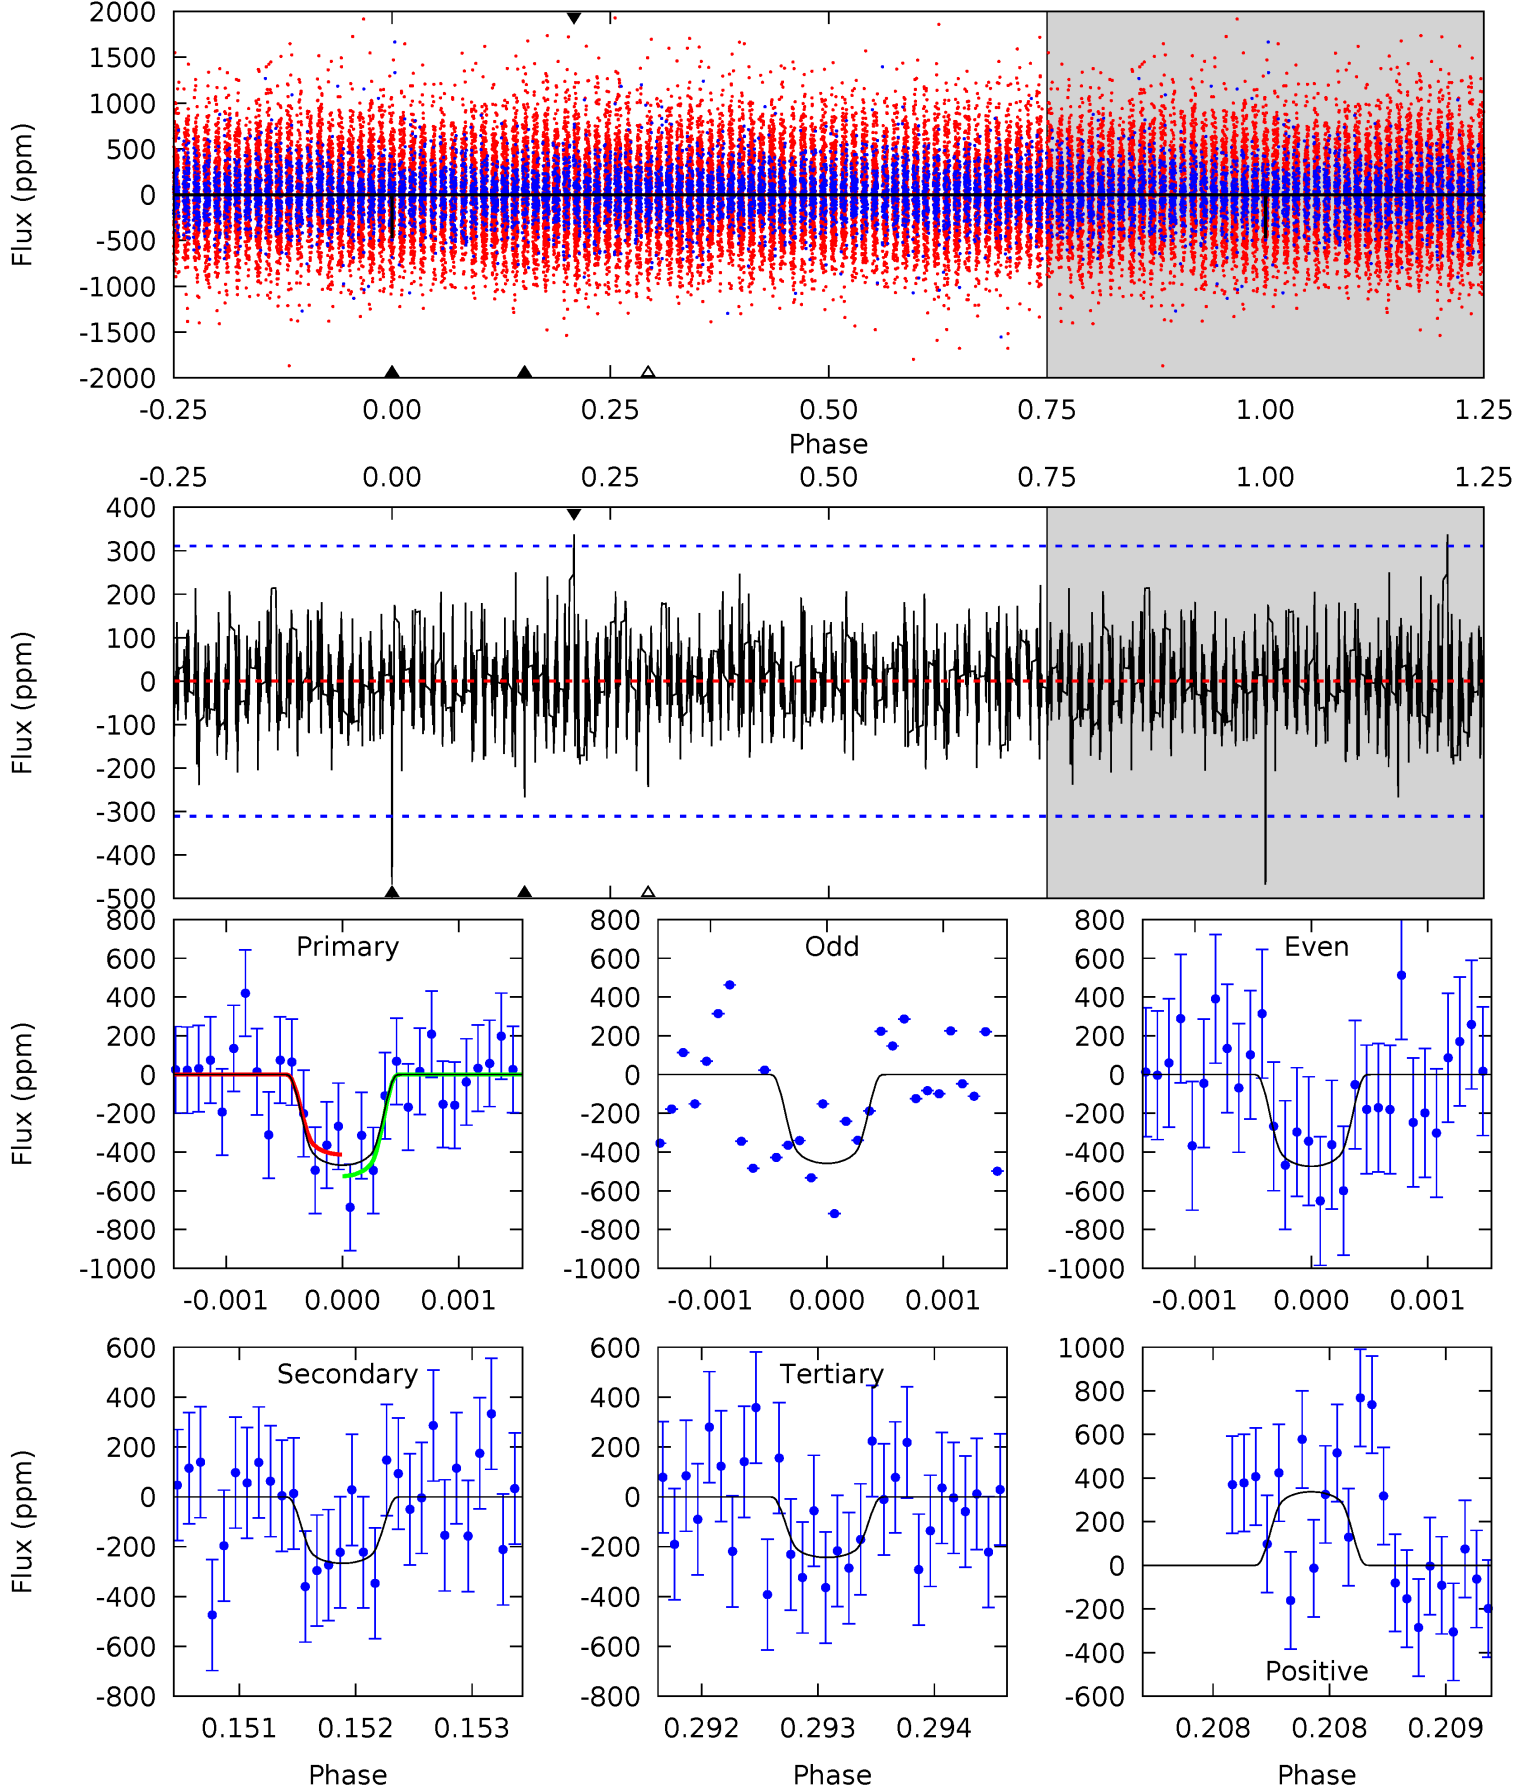 2000
1500
1000
500
0
-500
-1000
-1500
-2000
Flux (ppm)
-0.25 0.00 0.25 0.50 0.75 1.00 1.25
Phase
-0.25 0.00 0.25 0.50 0.75 1.00 1.25
400
300
200
100
0
-100
-200
-300
-400
-500
Flux (ppm)
Primary Odd Even
800 800 800
600 600 600
400 400 400
200 200 200
0 0 0
-200 -200 -200
-400 -400 -400
-600 -600 -600
-800 -800 -800
-1000 -1000 -1000
Flux (ppm)
-0.001 0.000 0.001 -0.001 0.000 0.001 -0.001 0.000 0.001
Secondary Tertiary Positive
600 600 1000
400 400 800
200 200 600
0 0 400
-200 -200 200
-400 -400 0
-600 -600 -200
-800 -800 -400
-600
Flux (ppm)
0.151 0.152 0.153 0.292 0.293 0.294 0.208 0.208 0.209
Phase Phase Phase